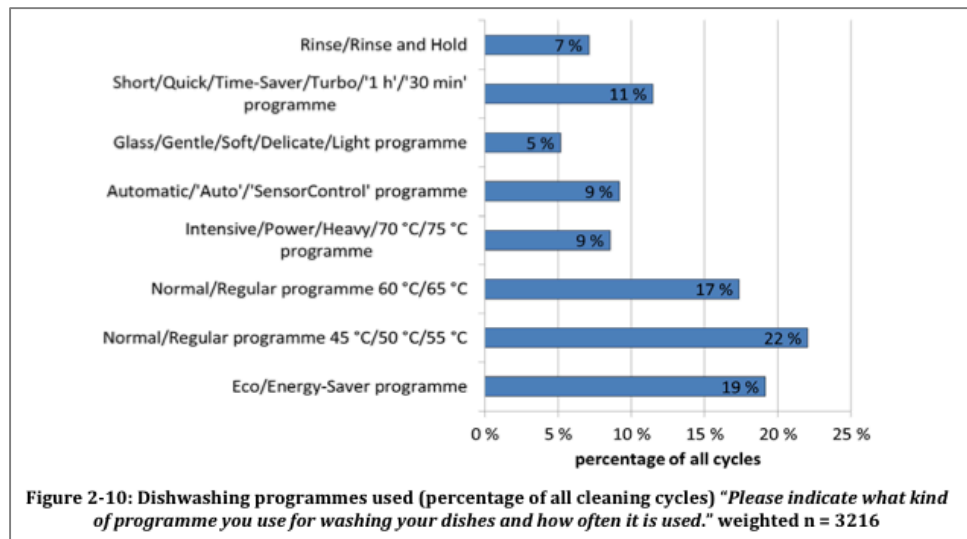 Rinse/Rinse and Hold
7 %
Short/Quick/Time-Saver/Turbo/'1 h'/'30 min'
programme
11 %
Glass/Gentle/Soft/Delicate/Light programme
5 %
Automatic/'Auto'/'SensorControl' programme
9 %
Intensive/Power/Heavy/70 °C/75 °C
programme
9 %
Normal/Regular programme 60 °C/65 °C
17 %
Normal/Regular programme 45 °C/50 °C/55 °C
22 %
Eco/Energy-Saver programme
19 %
0 % 5 % 10 % 15 % 20 % 25 %
percentage of all cycles
Figure 2-10: Dishwashing programmes used (percentage of all cleaning cycles) "Please indicate what kind
of programme you use for washing your dishes and how often it is used." weighted n = 3216